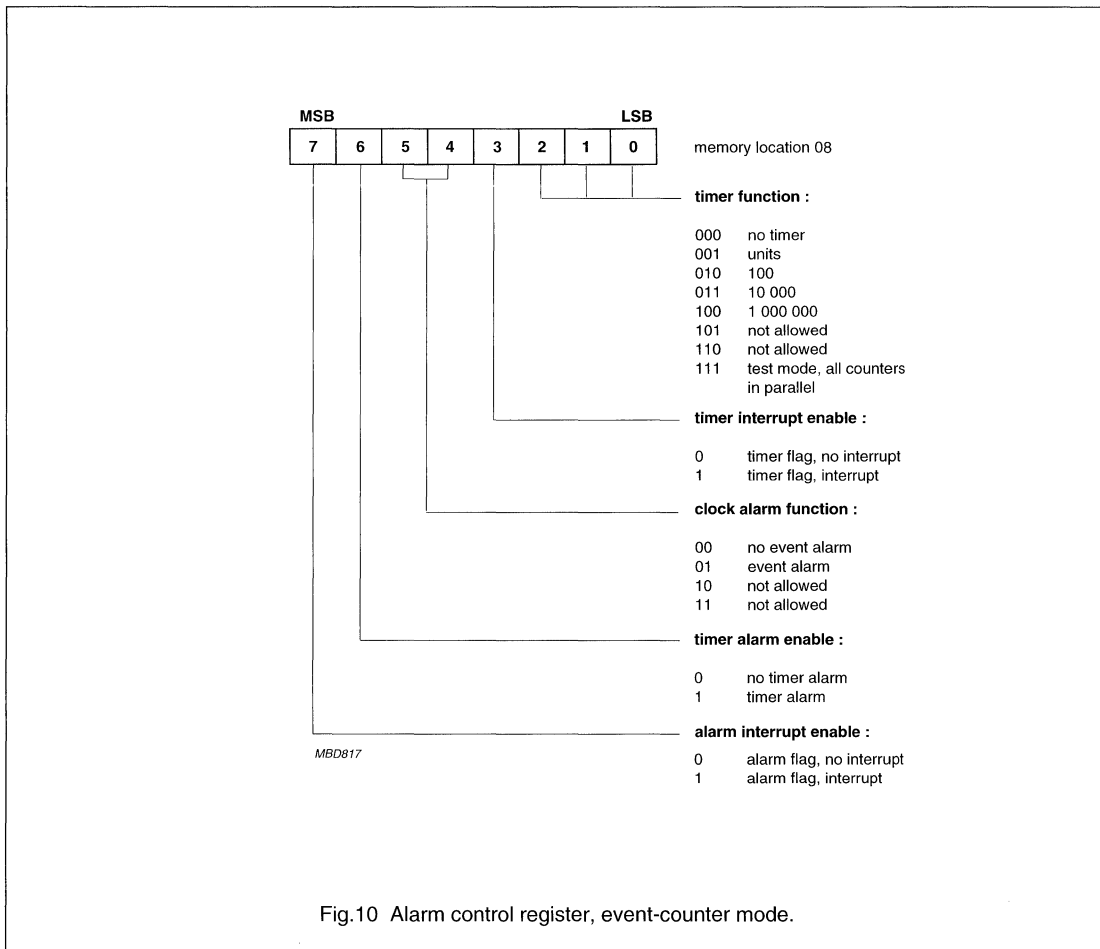 MSB LSB
7 6 5 4 3 2 1 0 memory location 08
timer function :
000 no timer
001 units
010 100
011 10 000
100 1 000 000
101 not allowed
110 not allowed
111 test mode, all counters
in parallel
timer interrupt enable :
0 timer flag, no interrupt
1 timer flag, interrupt
clock alarm function :
00 no event alarm
01 event alarm
10 not allowed
11 not allowed
timer alarm enable :
0 no timer alarm
1 timer alarm
alarm interrupt enable :
MBD817
0 alarm flag, no interrupt
1 alarm flag, interrupt
Fig.10 Alarm control register, event-counter mode.